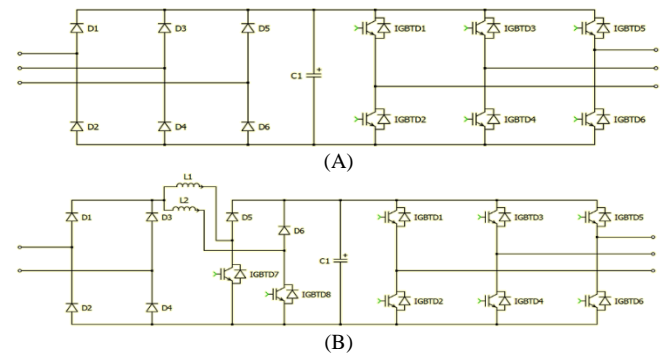 D1 D3 D5 IGBTD1 IGBTD3 IGBTD5
C1 +
D2 D4 D6 IGBTD2 IGBTD4 IGBTD6
(A)
L1
L2
D1 D3 D5 D6 IGBTD1 IGBTD3 IGBTD5
C1 +
IGBTD7
IGBTD8
D2 D4 IGBTD2 IGBTD4 IGBTD6
(B)